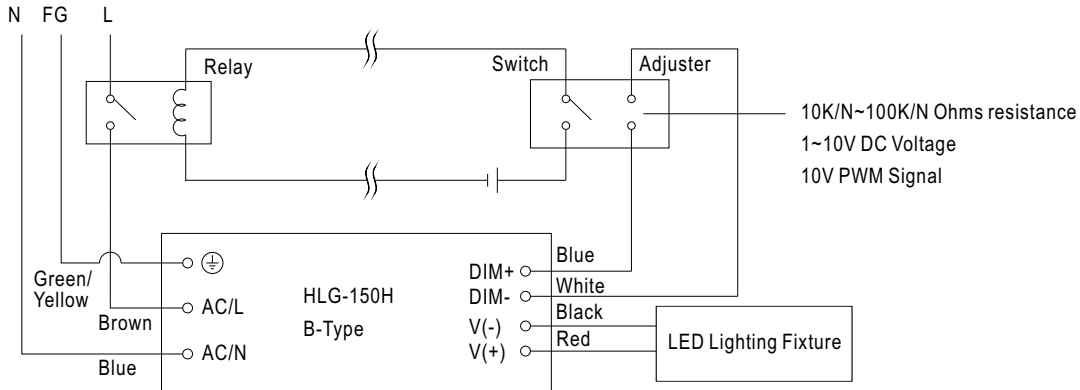 N FG L
Relay
Switch
Adjuster
10K/N~100K/N Ohms resistance
1~10V DC Voltage
10V PWM Signal
Green/
Yellow
Brown
Blue
AC/L
AC/N
HLG-150H
B-Type
DIM+
DIM-
V(-)
V(+)
Blue
White
Black
Red
LED Lighting Fixture